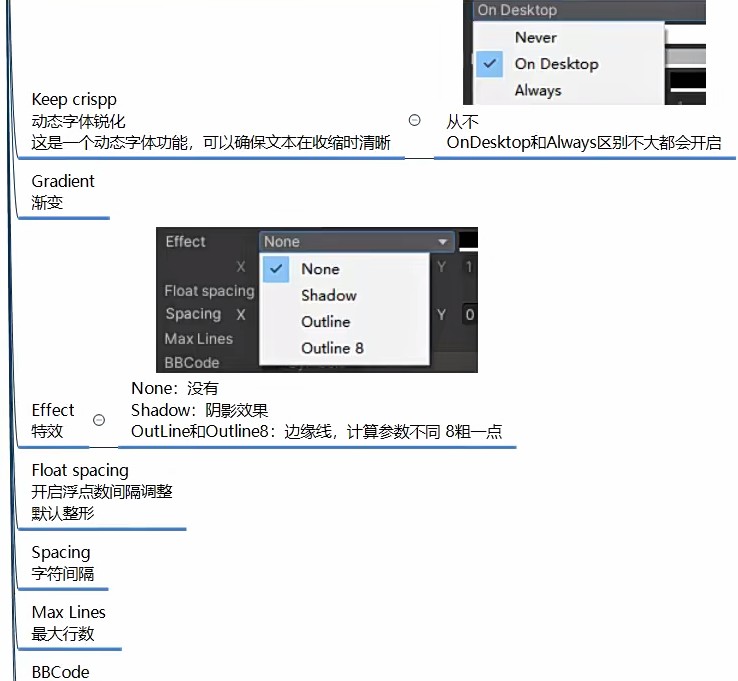 On Desktop
Never
On Desktop
Always
Keep crispp
动态字体锐化
这是一个动态字体功能，可以确保文本在收缩时清晰
从不
OnDesktop和Always区别不大都会开启
Gradient
渐变
Effect None
None
X Y 1
Shadow
Float spacing
Outline
Spacing X Y 0
Max Lines
Outline 8
BBCode
None：没有
Shadow：阴影效果
OutLine和Outline8：边缘线，计算参数不同 8粗一点
Effect
特效
Float spacing
开启浮点数间隔调整
默认整形
Spacing
字符间隔
Max Lines
最大行数
BBCode